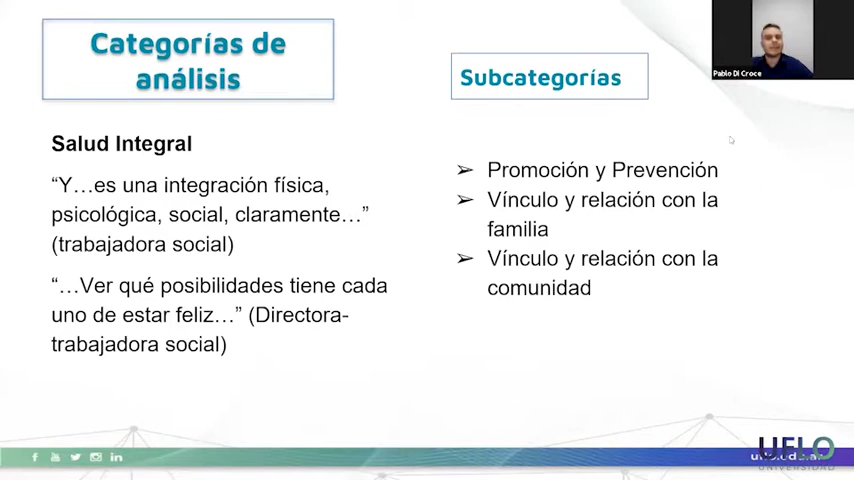 Categorías de
análisis
Subcategorías
Pablo Di Croce
Salud Integral
“Y…es una integración física,
psicológica, social, claramente…”
(trabajadora social)
“…Ver qué posibilidades tiene cada
uno de estar feliz…” (Directora-
trabajadora social)
➢ Promoción y Prevención
➢ Vínculo y relación con la
familia
➢ Vínculo y relación con la
comunidad
UFLO
UNIVERSIDAD